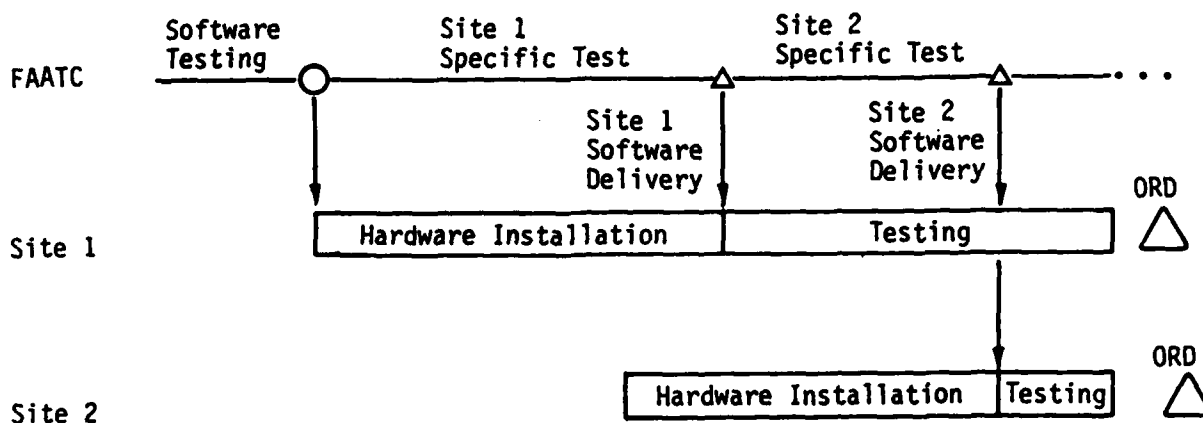 Software
Testing
Site 1
Specific Test
Site 2
Specific Test
FAATC
Site 1
Software
Delivery
Site 2
Software
Delivery
ORD
Site 1
Hardware Installation
Testing
ORD
Site 2
Hardware Installation
Testing